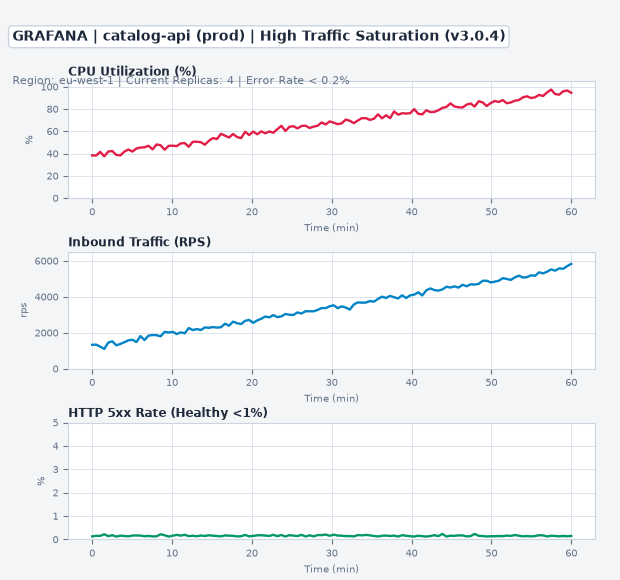 GRAFANA | catalog-api (prod) | High Traffic Saturation (v3.0.4)
CPU Utilization (%)
Region: eu-west-1 | Current Replicas: 4 | Error Rate < 0.2%
100
80
60
40
20
0
%
0 10 20 30 40 50 60
Time (min)
Inbound Traffic (RPS)
6000
4000
2000
0
rps
0 10 20 30 40 50 60
Time (min)
HTTP 5xx Rate (Healthy <1%)
5
4
3
2
1
0
%
0 10 20 30 40 50 60
Time (min)